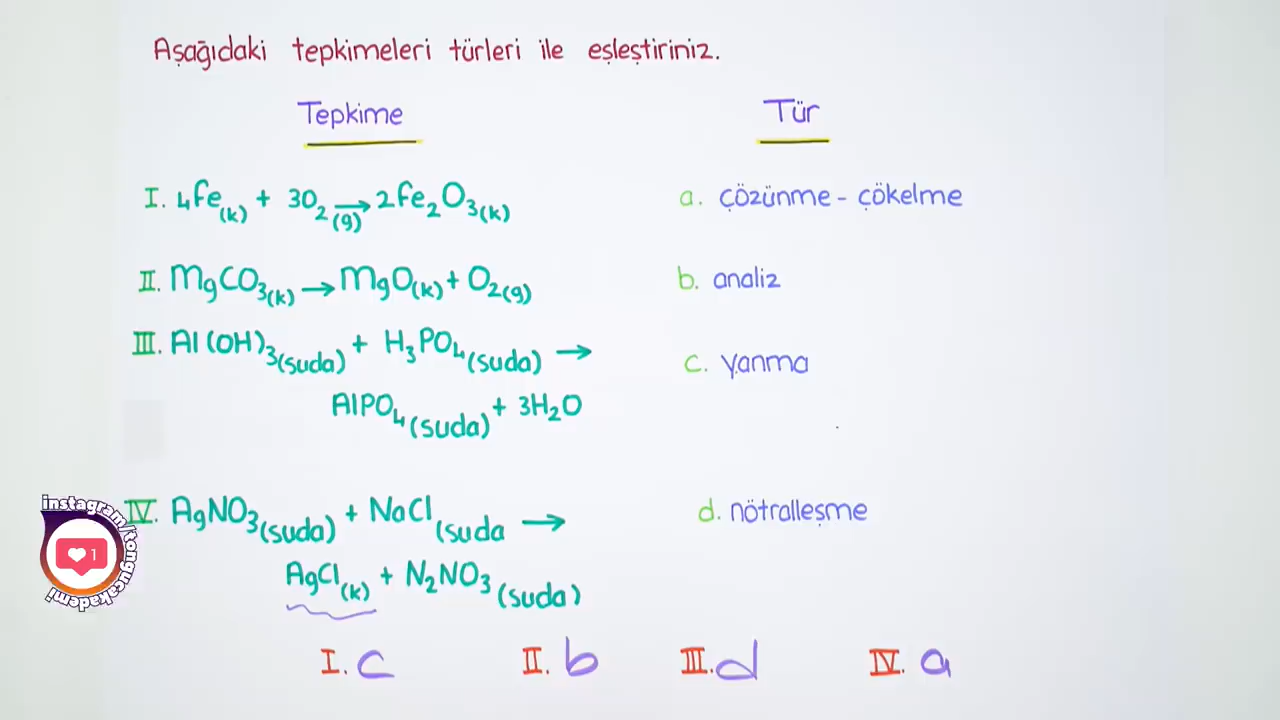 Aşağıdaki tepkimeleri türleri ile eşleştiriniz.
Tepkime
Tür
I. 4Fe(k) + 3O2(g) → 2Fe2O3(k)
a. çözünme - çökelme
II. MgCO3(k) → MgO(k) + O2(g)
b. analiz
III. Al(OH)3(suda) + H3PO4(suda) →
c. yanma
AlPO4(suda) + 3H2O
IV. AgNO3(suda) + NaCl(suda →
d. nötralleşme
AgCl(k) + N2NO3(suda)
I. c II. b III. d IV. a
instagram/tongucakademi
1